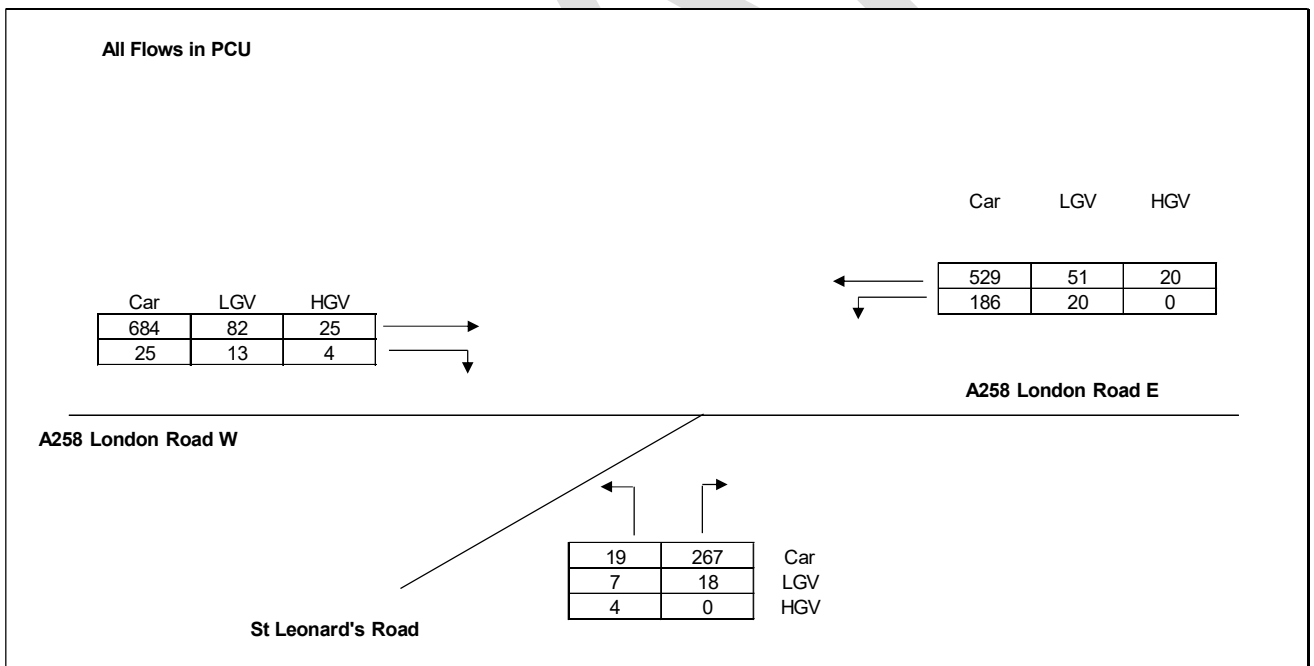 All Flows in PCU
Car LGV HGV
529 51 20
186 20 0
Car LGV HGV
684 82 25
25 13 4
A258 London Road E
A258 London Road W
19 267 Car
7 18 LGV
4 0 HGV
St Leonard's Road